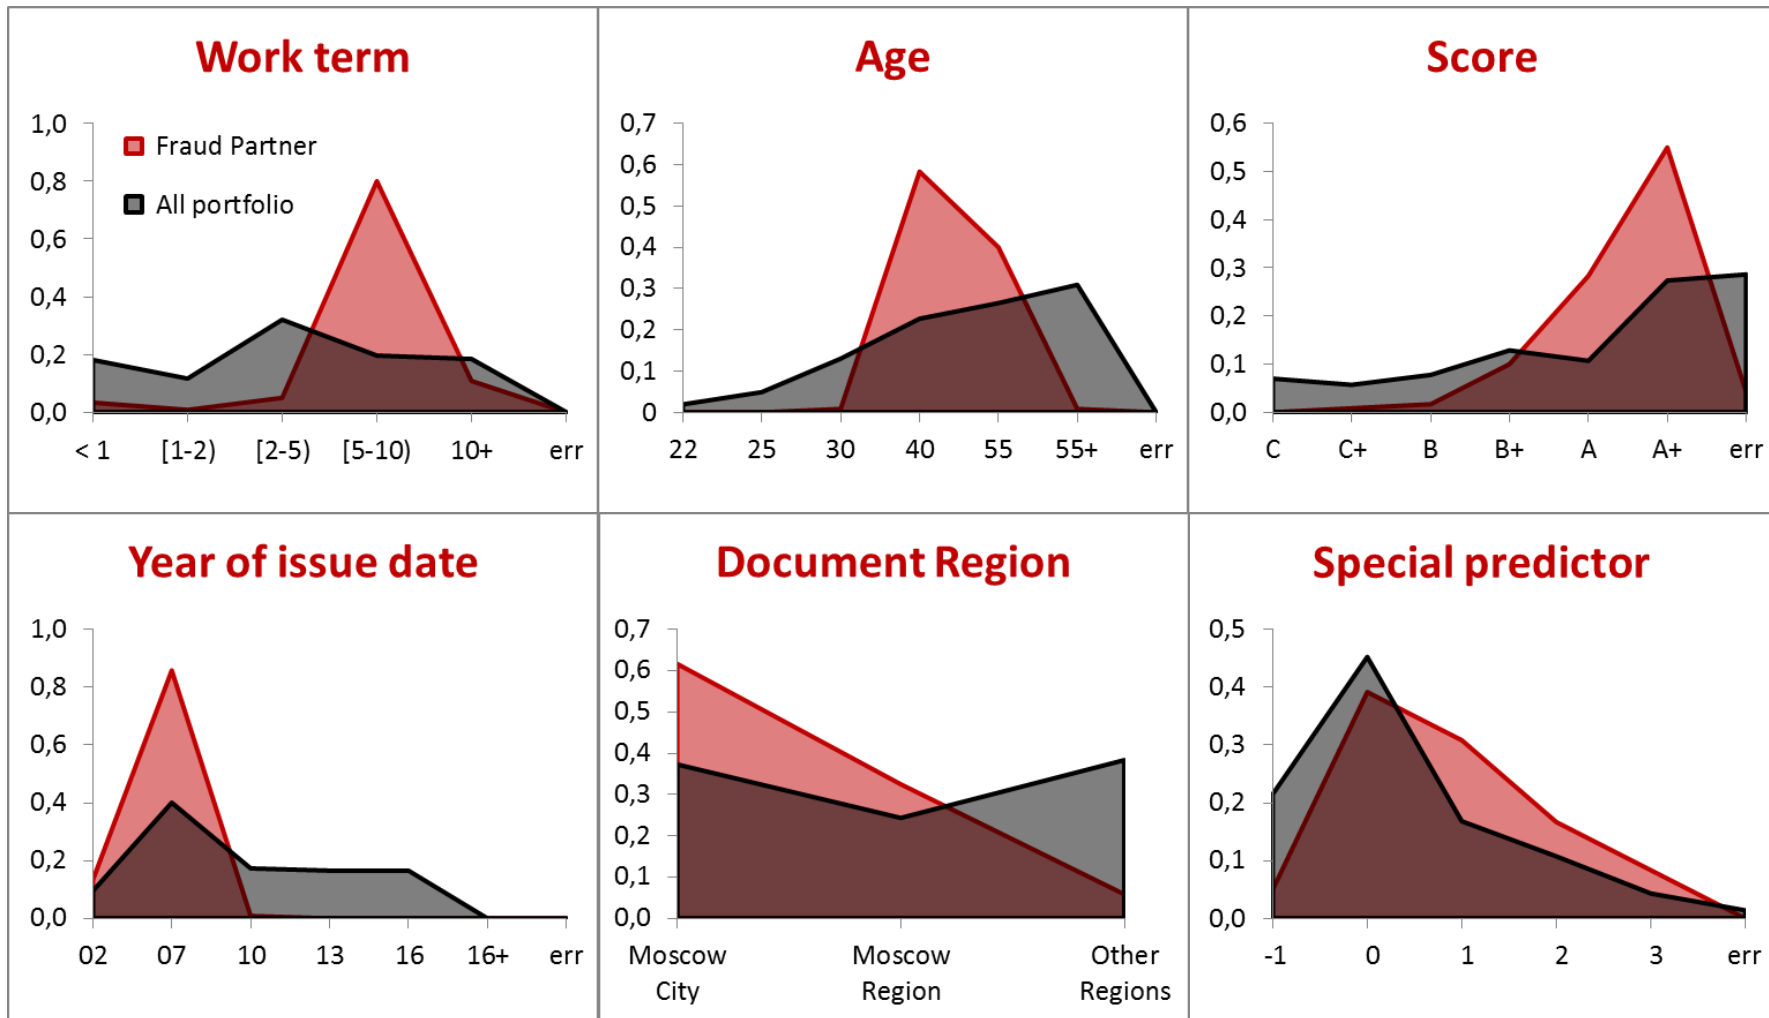 Work term
1,0
0,8
0,6
0,4
0,2
0,0
Fraud Partner
All portfolio
< 1 [1-2) [2-5) [5-10) 10+ err
Age
0,7
0,6
0,5
0,4
0,3
0,2
0,1
0
22 25 30 40 55 55+ err
Score
0,6
0,5
0,4
0,3
0,2
0,1
0,0
C C+ B B+ A A+ err
Year of issue date
1,0
0,8
0,6
0,4
0,2
0,0
02 07 10 13 16 16+ err
Document Region
0,7
0,6
0,5
0,4
0,3
0,2
0,1
0,0
Moscow Moscow Other
City Region Regions
Special predictor
0,5
0,4
0,3
0,2
0,1
0,0
-1 0 1 2 3 err